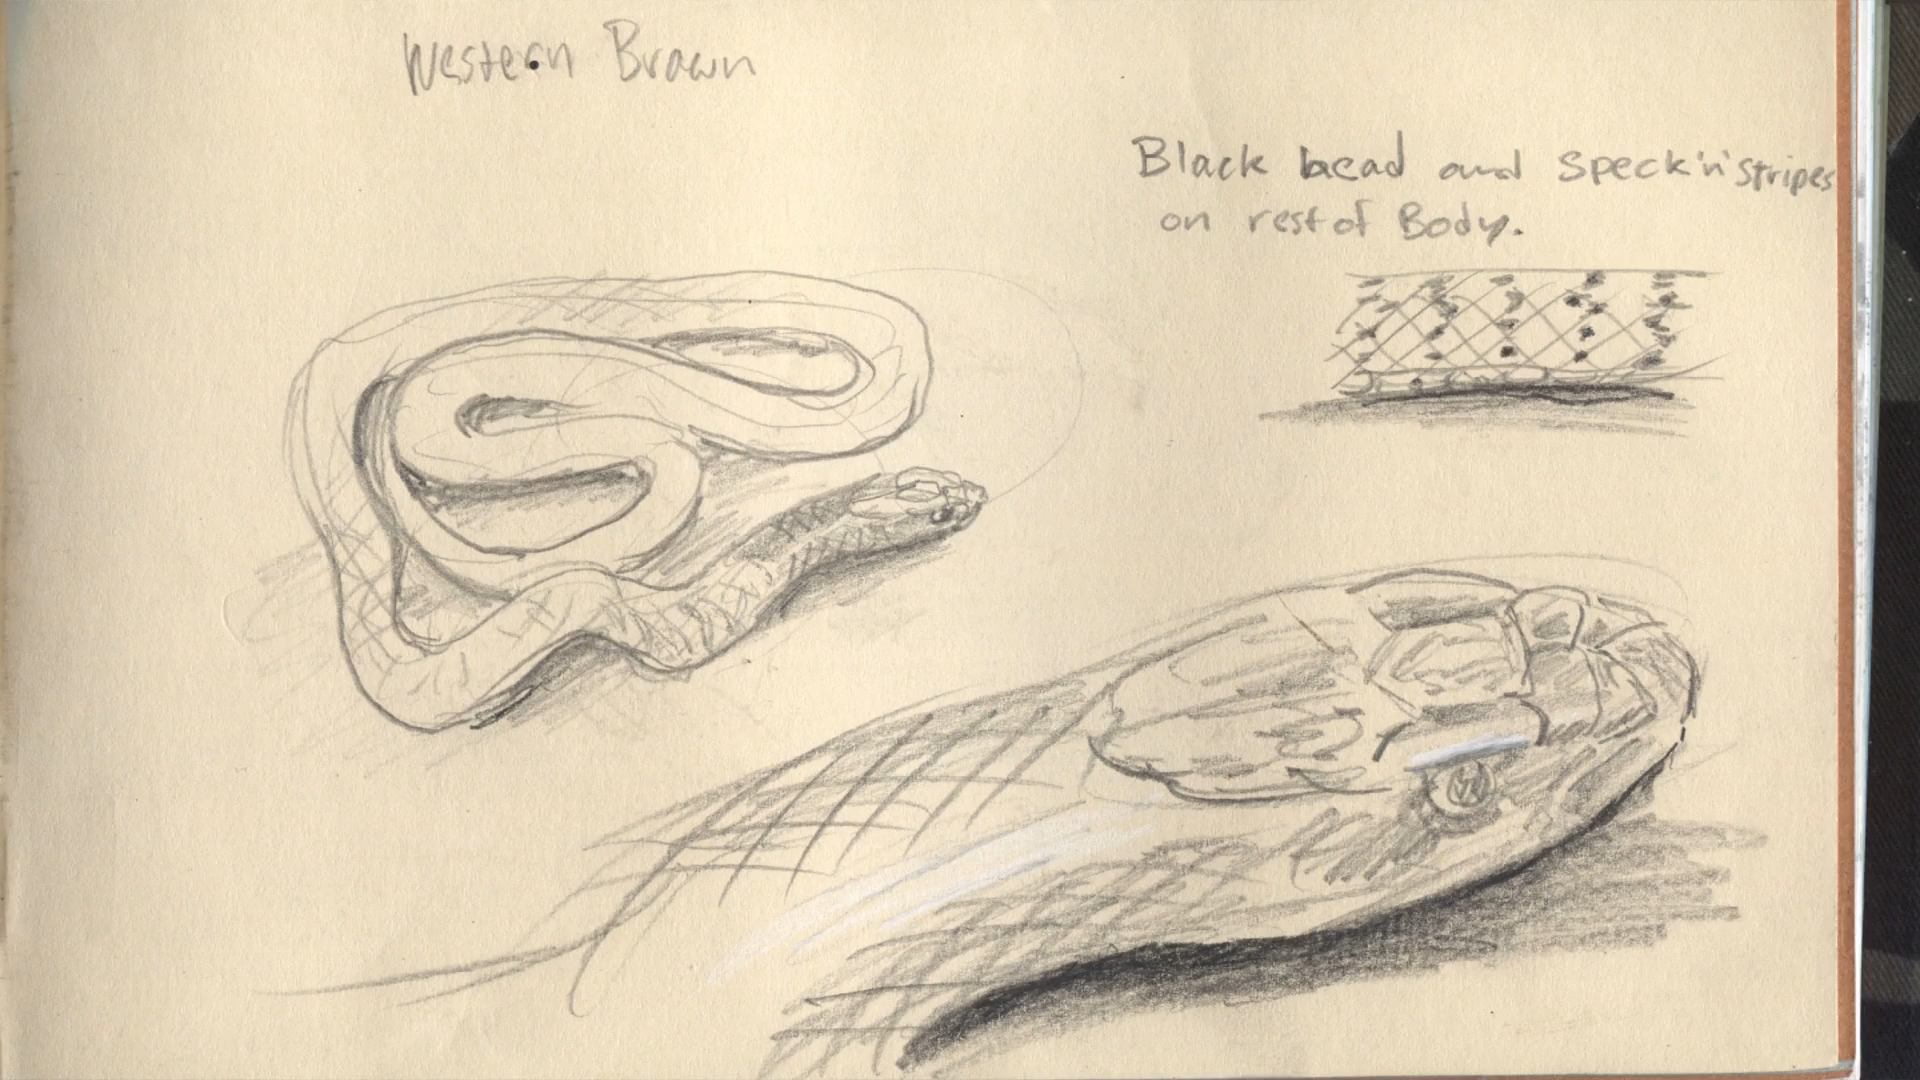 Western Brown
Black head and Speck'n'Stripes
on rest of Body.